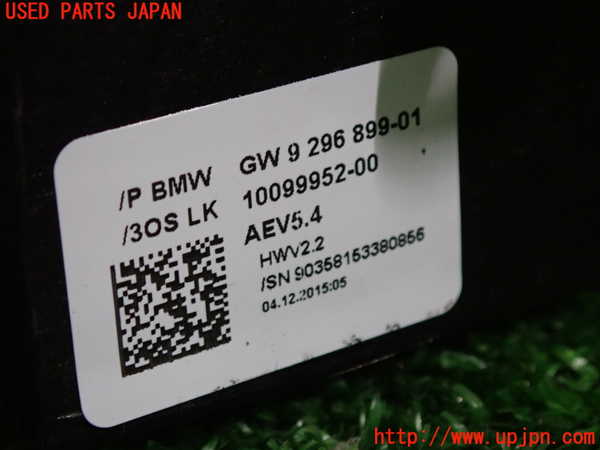 USED PARTS JAPAN
/P BMW GW 9 296 899-01
/3OS LK 10099952-00
AEV5.4
HWV2.2
/SN 90358153380856
04.12.2015:05
http://www.upjpn.com/